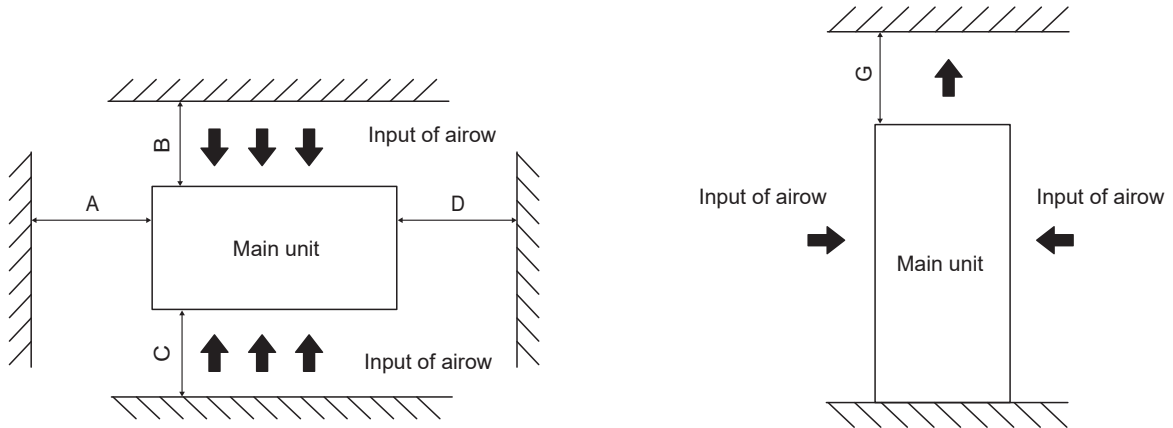 B
Input of airow
A
D
Main unit
C
Input of airow
G
Input of airow
Input of airow
Main unit